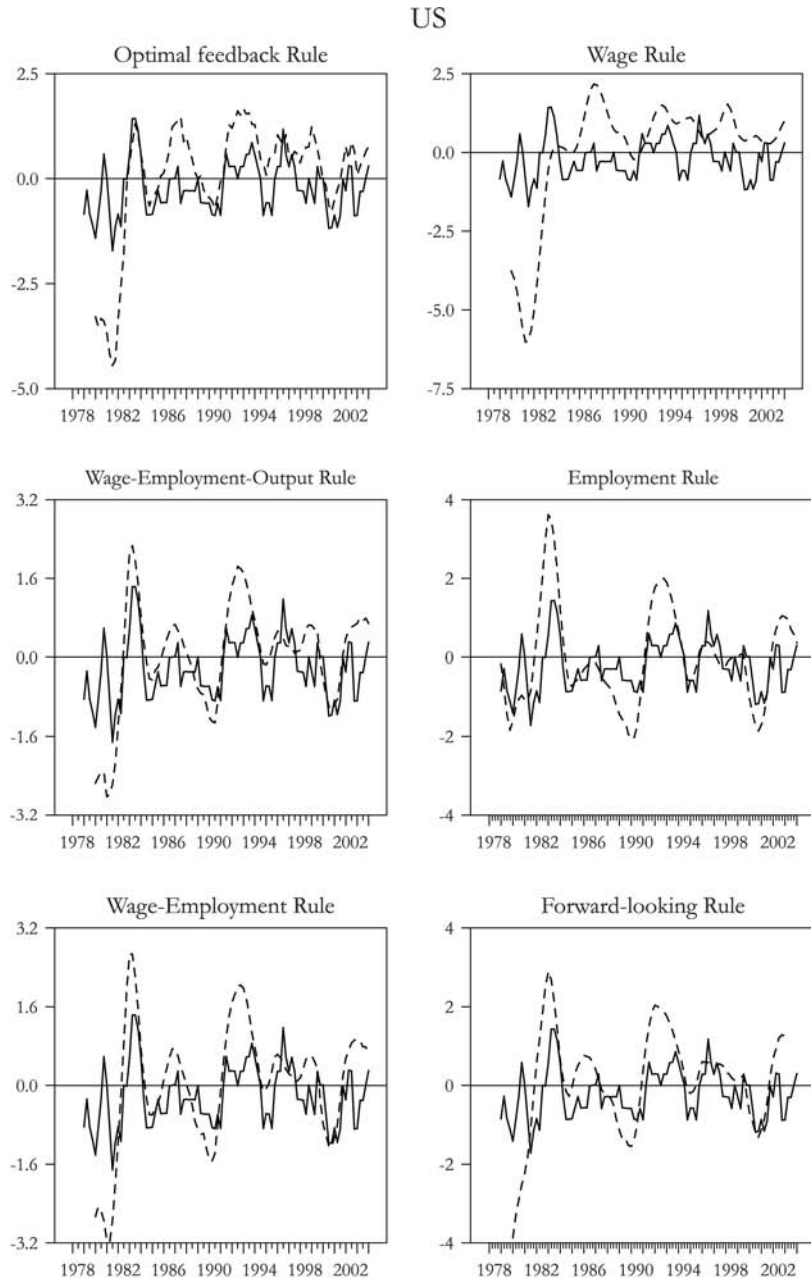 US
Optimal feedback Rule
2.5
0.0
-2.5
-5.0
1978 1982 1986 1990 1994 1998 2002
Wage Rule
2.5
0.0
-2.5
-5.0
-7.5
1978 1982 1986 1990 1994 1998 2002
Wage-Employment-Output Rule
3.2
1.6
0.0
-1.6
-3.2
1978 1982 1986 1990 1994 1998 2002
Employment Rule
4
2
0
-2
-4
1978 1982 1986 1990 1994 1998 2002
Wage-Employment Rule
3.2
1.6
0.0
-1.6
-3.2
1978 1982 1986 1990 1994 1998 2002
Forward-looking Rule
4
2
0
-2
-4
1978 1982 1986 1990 1994 1998 2002